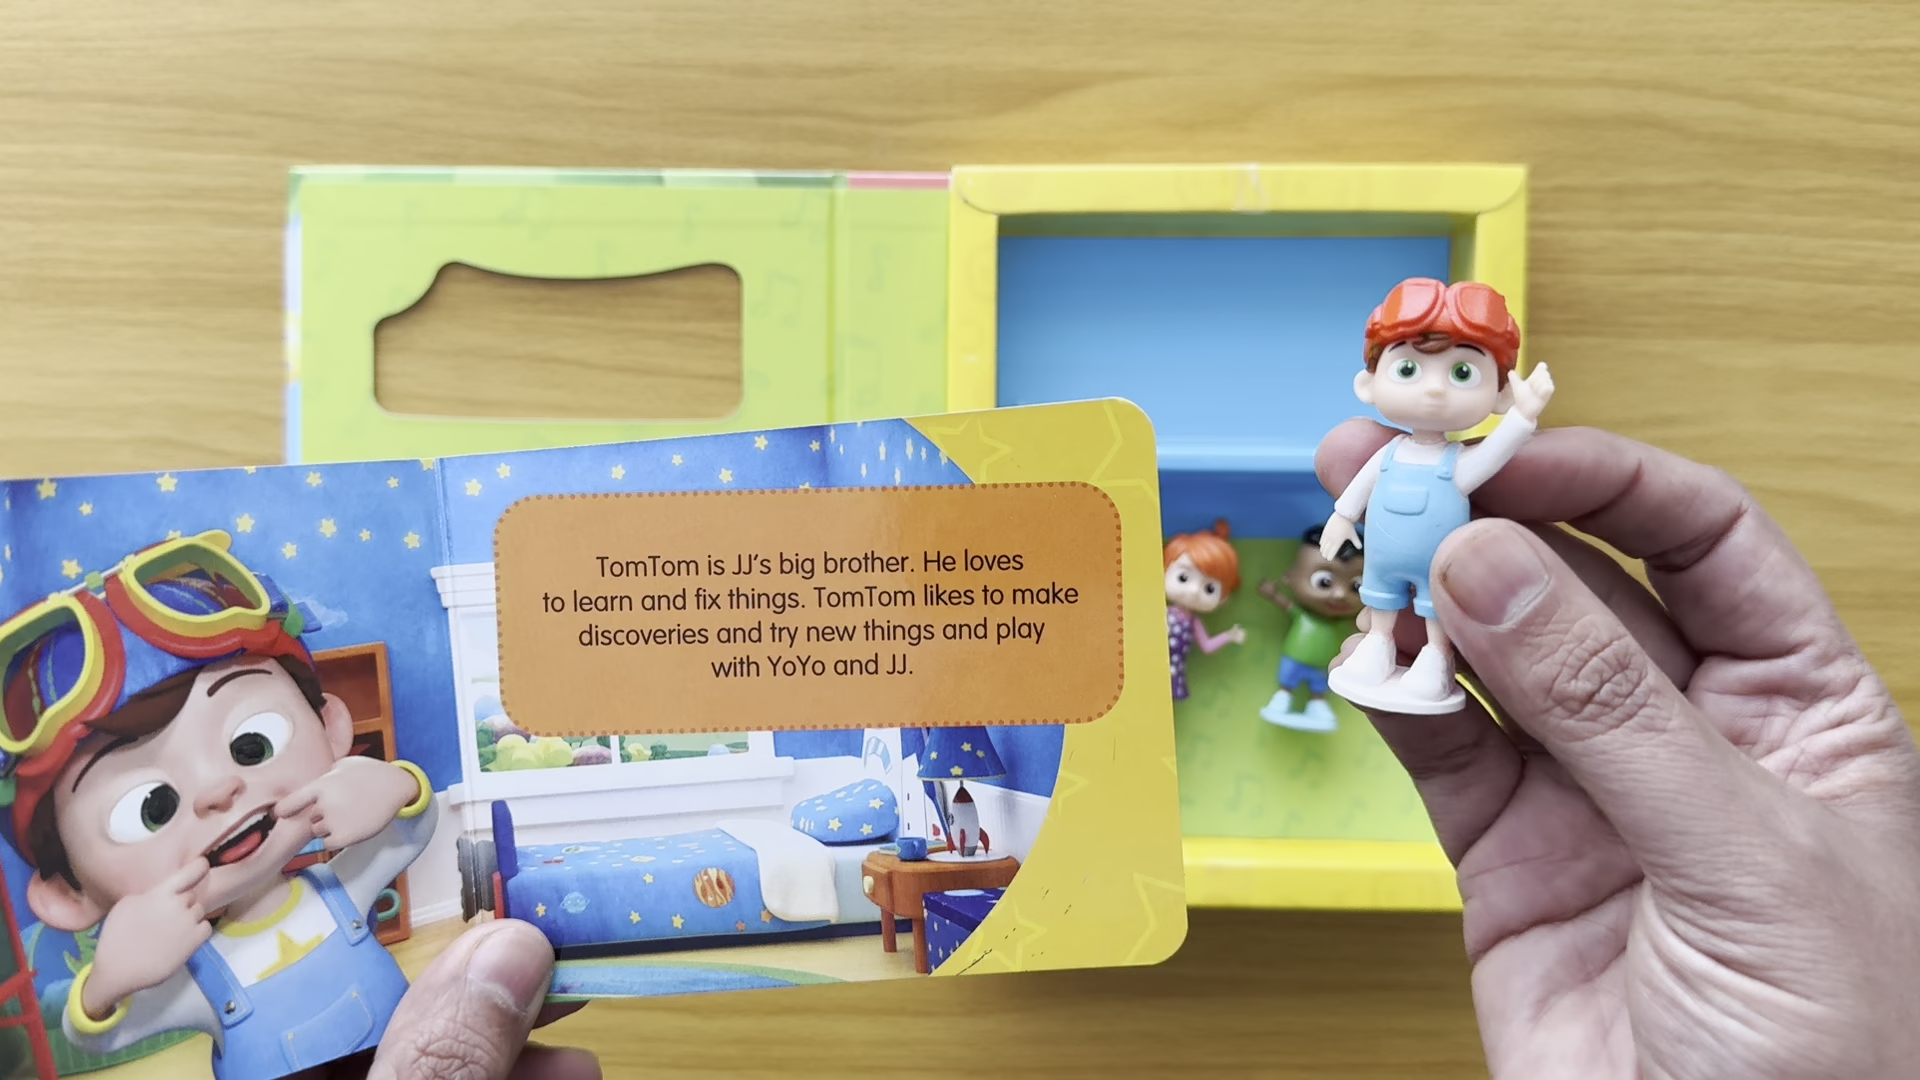 TomTom is JJ's big brother. He loves
to learn and fix things. TomTom likes to make
discoveries and try new things and play
with YoYo and JJ.